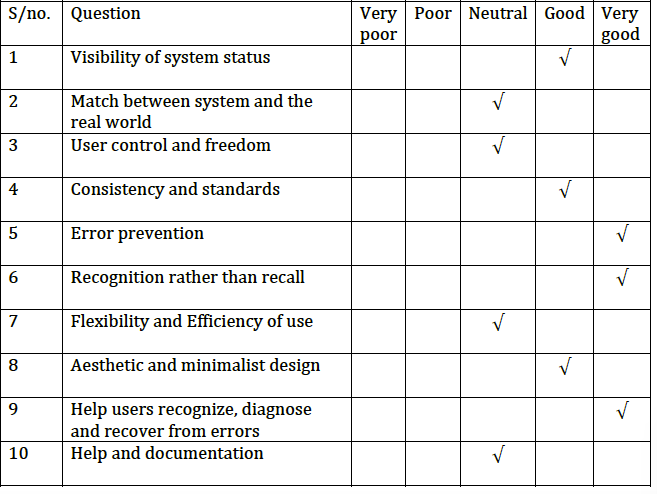 S/no. Question Very poor Poor Neutral Good Very good
1 Visibility of system status √
2 Match between system and the
real world √
3 User control and freedom √
4 Consistency and standards √
5 Error prevention √
6 Recognition rather than recall √
7 Flexibility and Efficiency of use √
8 Aesthetic and minimalist design √
9 Help users recognize, diagnose
and recover from errors √
10 Help and documentation √